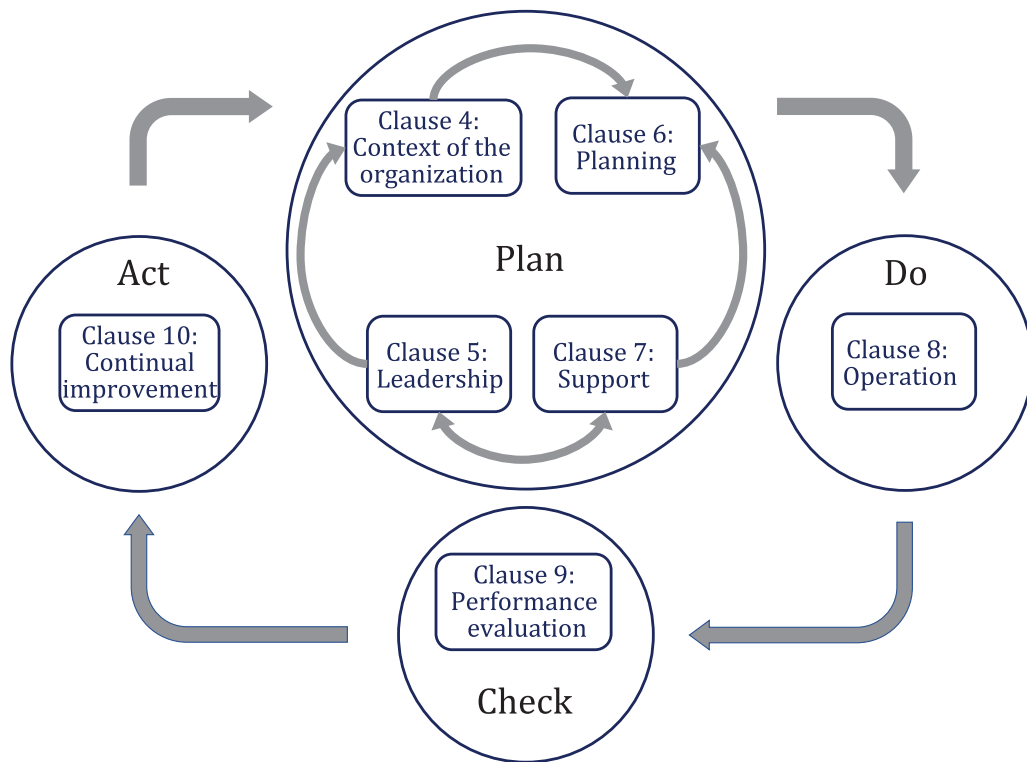 Clause 4:
Context of the
organization
Clause 6:
Planning
Plan
Clause 5:
Leadership
Clause 7:
Support
Act
Clause 10:
Continual
improvement
Do
Clause 8:
Operation
Clause 9:
Performance
evaluation
Check